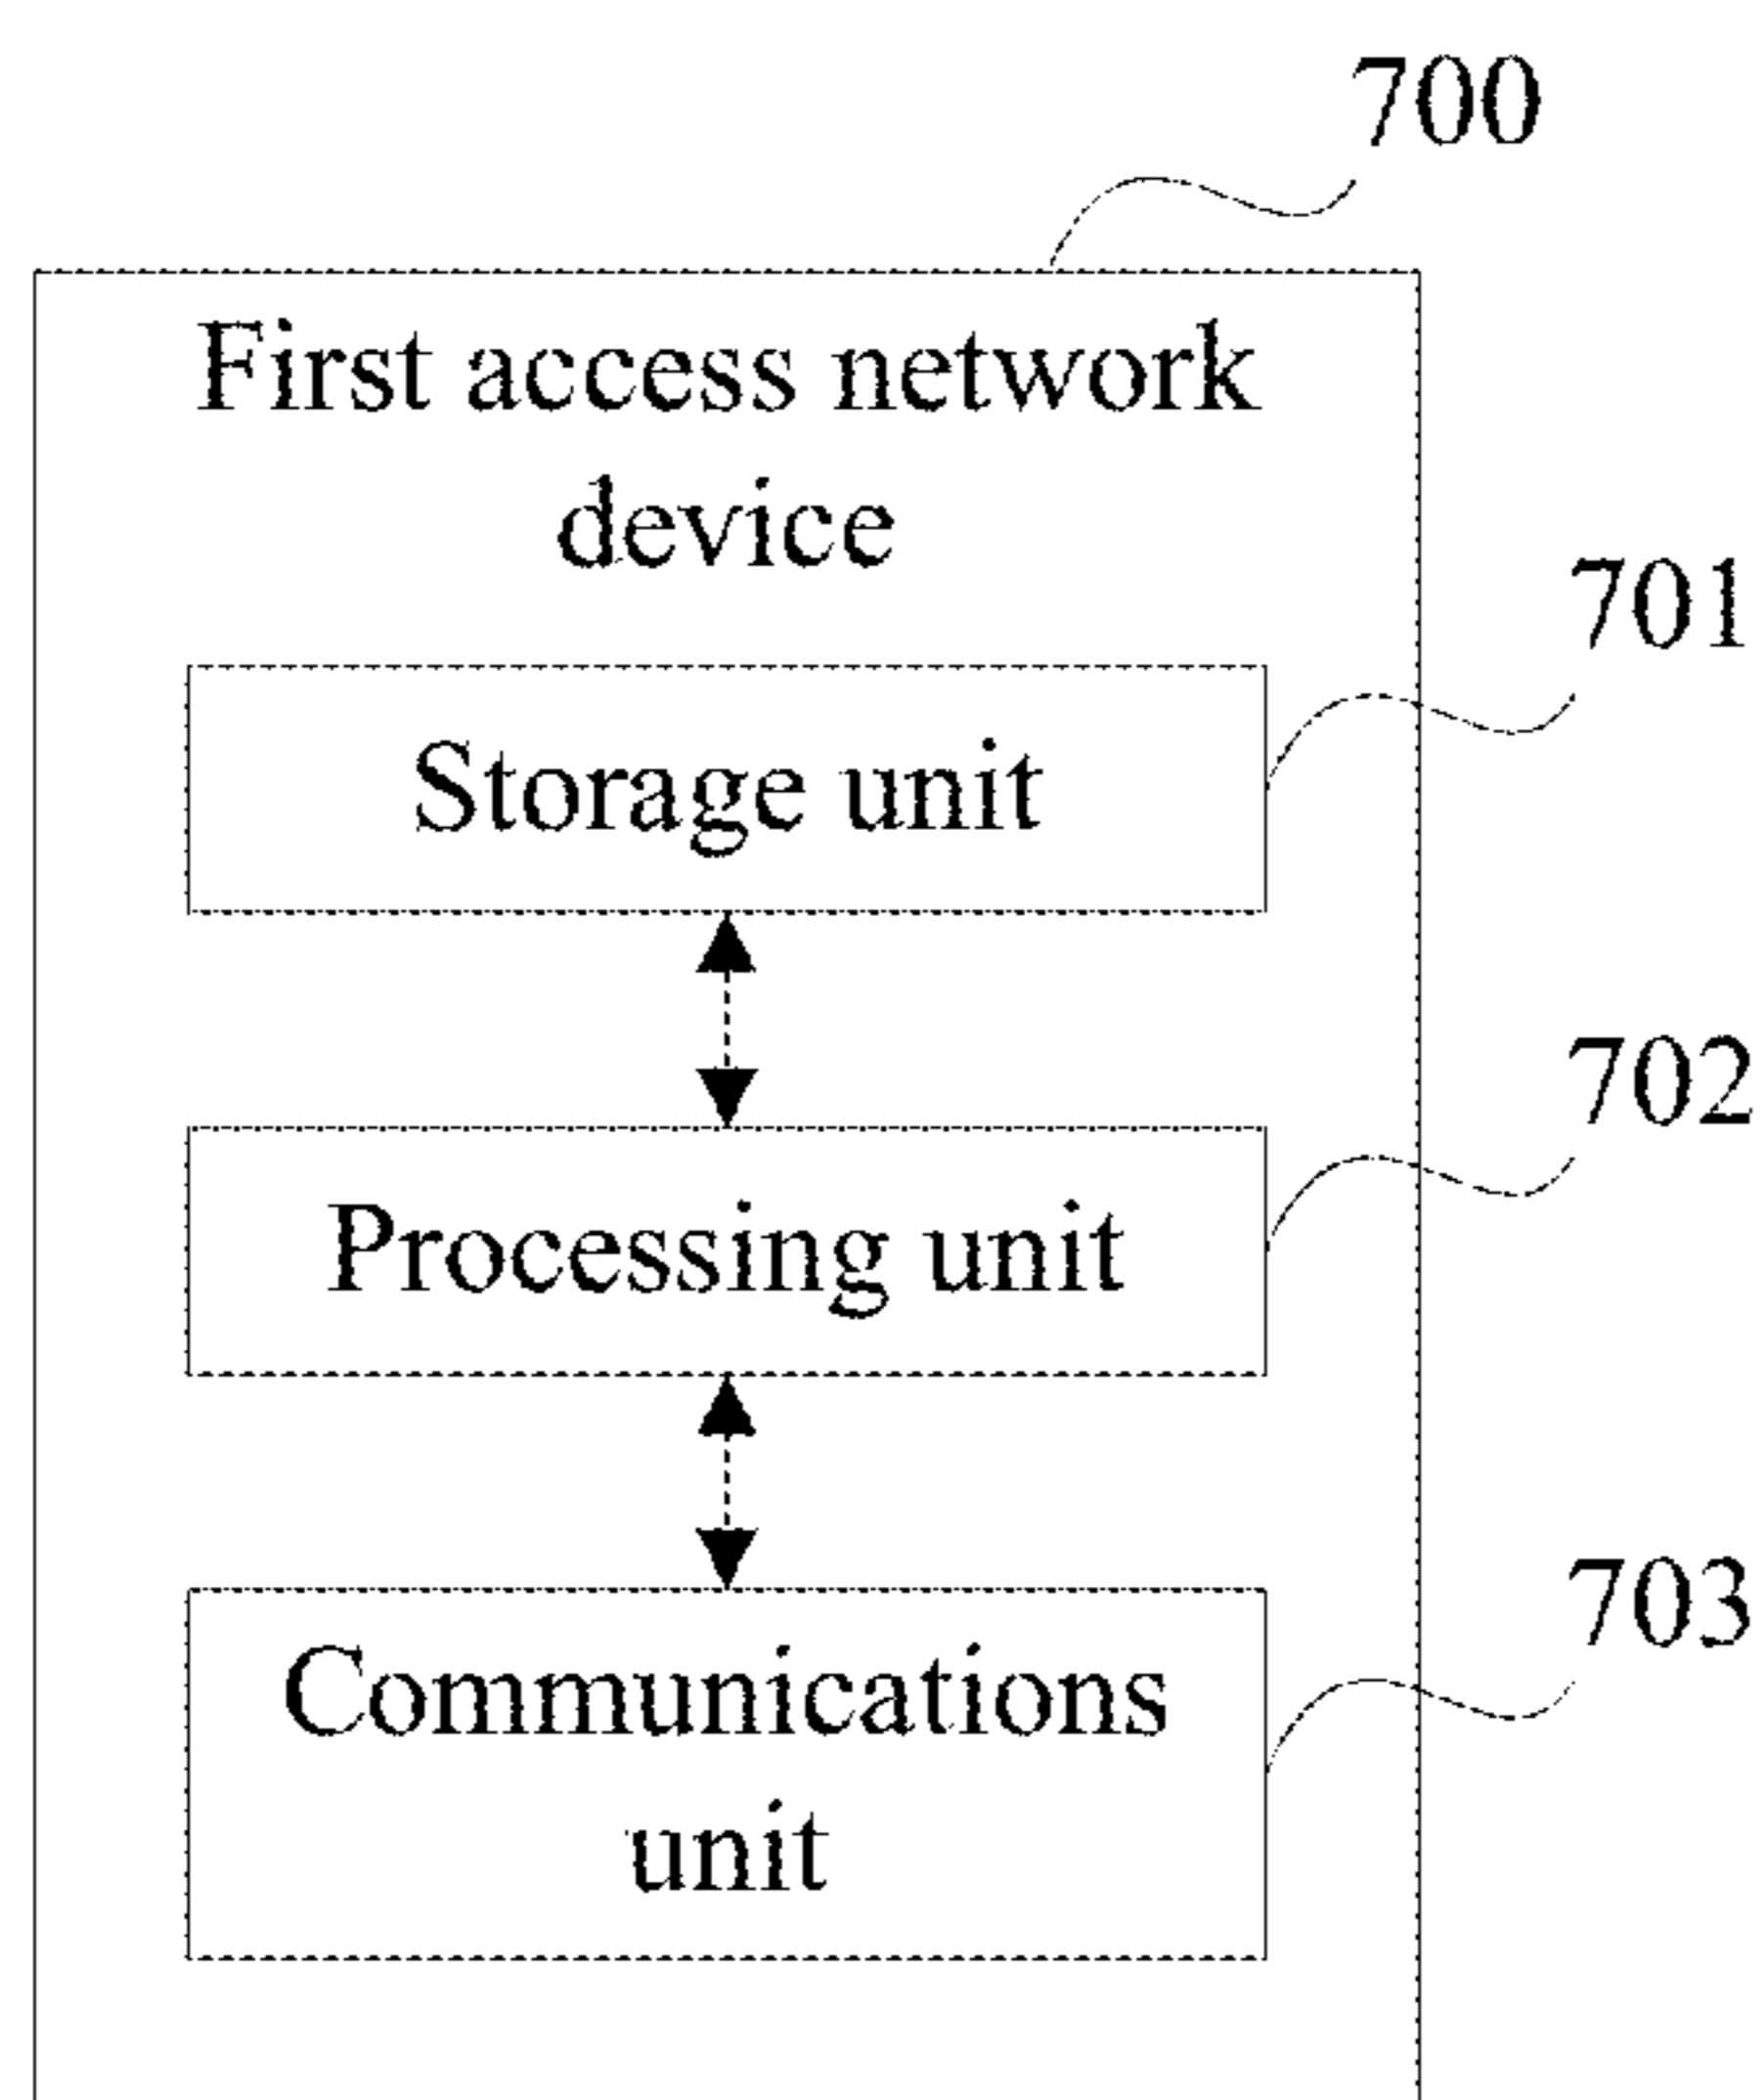 700
First access network
device
701
Storage unit
702
Processing unit
703
Communications
unit